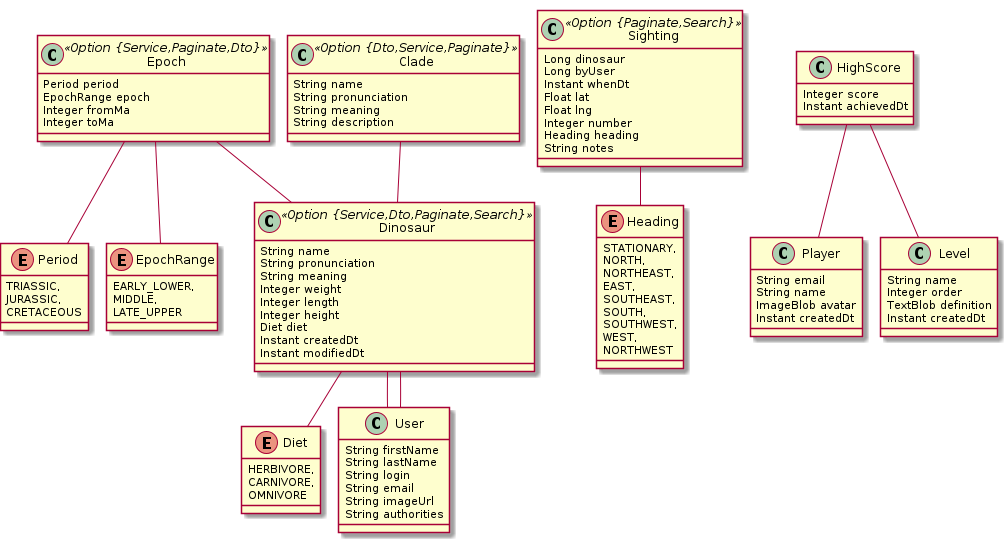 C «Option {Service,Paginate,Dto}»
Epoch
Period period
EpochRange epoch
Integer fromMa
Integer toMa
C «Option {Dto,Service,Paginate}»
Clade
String name
String pronunciation
String meaning
String description
C «Option {Paginate,Search}»
Sighting
Long dinosaur
Long byUser
Instant whenDt
Float lat
Float lng
Integer number
Heading heading
String notes
C HighScore
Integer score
Instant achievedDt
E Period
TRIASSIC,
JURASSIC,
CRETACEOUS
E EpochRange
EARLY_LOWER,
MIDDLE,
LATE_UPPER
C «Option {Service,Dto,Paginate,Search}»
Dinosaur
String name
String pronunciation
String meaning
Integer weight
Integer length
Integer height
Diet diet
Instant createdDt
Instant modifiedDt
E Heading
STATIONARY,
NORTH,
NORTHEAST,
EAST,
SOUTHEAST,
SOUTH,
SOUTHWEST,
WEST,
NORTHWEST
C Player
String email
String name
ImageBlob avatar
Instant createdDt
C Level
String name
Integer order
TextBlob definition
Instant createdDt
E Diet
HERBIVORE,
CARNIVORE,
OMNIVORE
C User
String firstName
String lastName
String login
String email
String imageUrl
String authorities